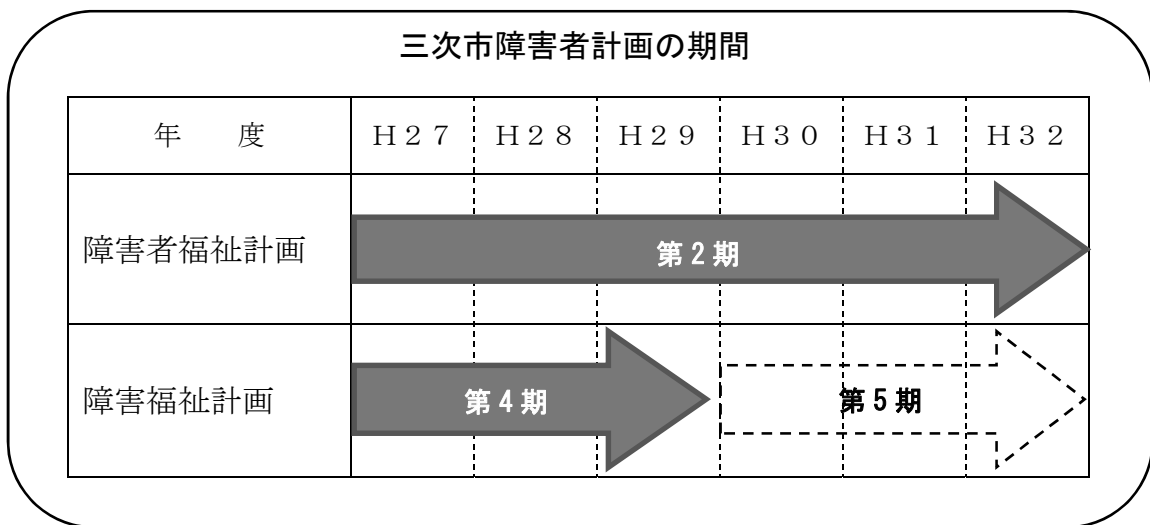 三次市障害者計画の期間
年　　度 Ｈ２７ Ｈ２８ Ｈ２９ Ｈ３０ Ｈ３１ Ｈ３２
障害者福祉計画 第２期
障害福祉計画 第４期 第５期